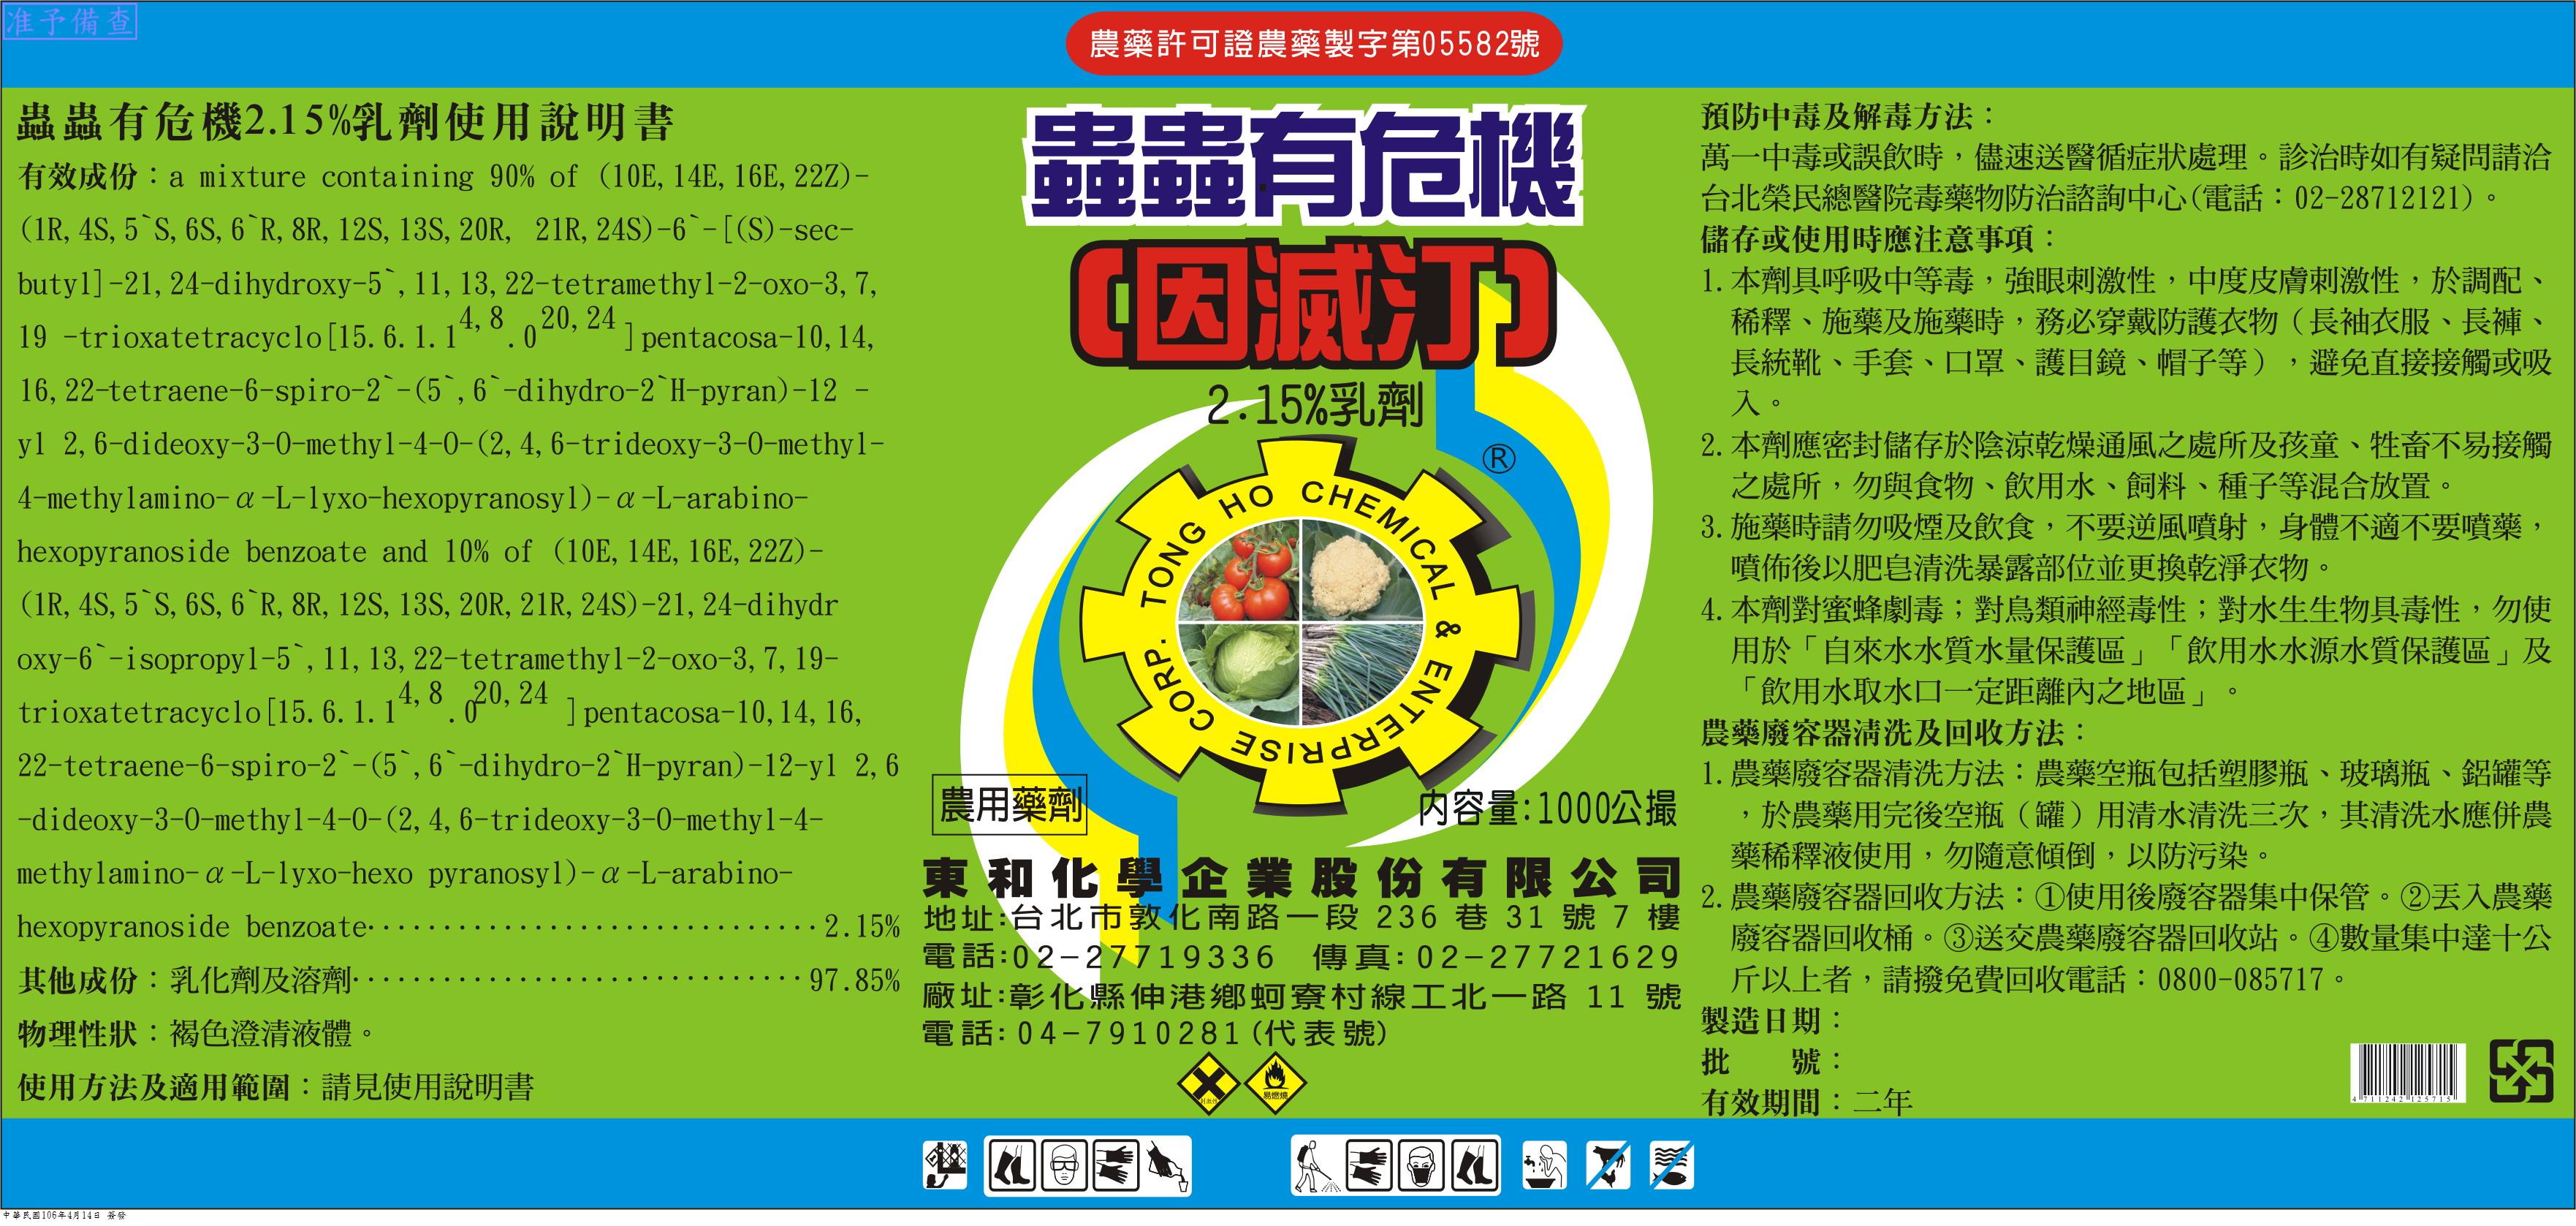 准予備查
農藥許可證農藥製字第05582號
蟲蟲有危機2.15%乳劑使用說明書
有效成份：a mixture containing 90% of (10E,14E,16E,22Z)-
(1R,4S,5`S,6S,6`R,8R,12S,13S,20R, 21R,24S)-6`-[(S)-sec-
butyl]-21,24-dihydroxy-5`,11,13,22-tetramethyl-2-oxo-3,7,
19 -trioxatetracyclo[15.6.1.1 4,8 .0 20,24 ]pentacosa-10,14,
16,22-tetraene-6-spiro-2`-(5`,6`-dihydro-2`H-pyran)-12 -
yl 2,6-dideoxy-3-O-methyl-4-O-(2,4,6-trideoxy-3-O-methyl-
4-methylamino-α-L-lyxo-hexopyranosyl)-α-L-arabino-
hexopyranoside benzoate and 10% of (10E,14E,16E,22Z)-
(1R,4S,5`S,6S,6`R,8R,12S,13S,20R,21R,24S)-21,24-dihydr
oxy-6`-isopropyl-5`,11,13,22-tetramethyl-2-oxo-3,7,19-
trioxatetracyclo[15.6.1.1 4,8 .0 20,24 ]pentacosa-10,14,16,
22-tetraene-6-spiro-2`-(5`,6`-dihydro-2`H-pyran)-12-yl 2,6
-dideoxy-3-O-methyl-4-O-(2,4,6-trideoxy-3-O-methyl-4-
methylamino-α-L-lyxo-hexo pyranosyl)-α-L-arabino-
hexopyranoside benzoate······························2.15%
其他成份：乳化劑及溶劑······························97.85%
物理性狀：褐色澄清液體。
使用方法及適用範圍：請見使用說明書
蟲蟲有危機
(因滅汀)
2.15%乳劑
®
TONG HO CHEMICAL & ENTERPRISE CORP.
農用藥劑
內容量:1000公撮
東和化學企業股份有限公司
地址:台北市敦化南路一段 236 巷 31 號 7 樓
電話:02-27719336 傳真:02-27721629
廠址:彰化縣伸港鄉蚵寮村線工北一路 11 號
電話:04-7910281(代表號)
刺激性
易燃燒
預防中毒及解毒方法：
萬一中毒或誤飲時，儘速送醫循症狀處理。診治時如有疑問請洽
台北榮民總醫院毒藥物防治諮詢中心(電話：02-28712121)。
儲存或使用時應注意事項：
1.本劑具呼吸中等毒，強眼刺激性，中度皮膚刺激性，於調配、
稀釋、施藥及施藥時，務必穿戴防護衣物（長袖衣服、長褲、
長統靴、手套、口罩、護目鏡、帽子等），避免直接接觸或吸
入。
2.本劑應密封儲存於陰涼乾燥通風之處所及孩童、牲畜不易接觸
之處所，勿與食物、飲用水、飼料、種子等混合放置。
3.施藥時請勿吸煙及飲食，不要逆風噴射，身體不適不要噴藥，
噴佈後以肥皂清洗暴露部位並更換乾淨衣物。
4.本劑對蜜蜂劇毒；對鳥類神經毒性；對水生生物具毒性，勿使
用於「自來水水質水量保護區」「飲用水水源水質保護區」及
「飲用水取水口一定距離內之地區」。
農藥廢容器清洗及回收方法：
1.農藥廢容器清洗方法：農藥空瓶包括塑膠瓶、玻璃瓶、鋁罐等
，於農藥用完後空瓶（罐）用清水清洗三次，其清洗水應併農
藥稀釋液使用，勿隨意傾倒，以防污染。
2.農藥廢容器回收方法：①使用後廢容器集中保管。②丟入農藥
廢容器回收桶。③送交農藥廢容器回收站。④數量集中達十公
斤以上者，請撥免費回收電話：0800-085717。
製造日期：
批　　號：
有效期間：二年
4 711242 125715
中華民國106年4月14日 簽發